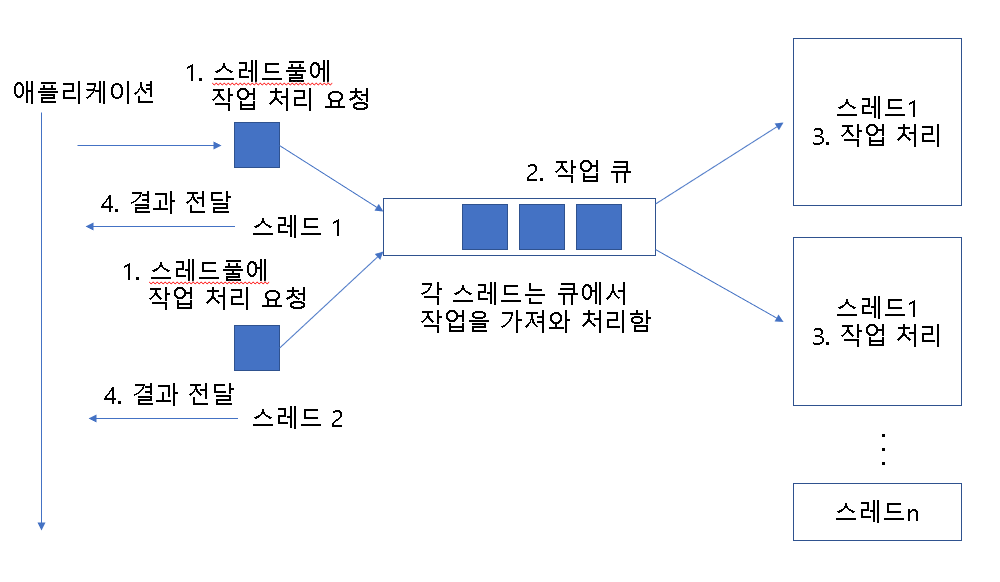 애플리케이션
1. 스레드풀에
작업 처리 요청
4. 결과 전달
스레드 1
1. 스레드풀에
작업 처리 요청
4. 결과 전달
스레드 2
2. 작업 큐
각 스레드는 큐에서
작업을 가져와 처리함
스레드1
3. 작업 처리
스레드1
3. 작업 처리
스레드n